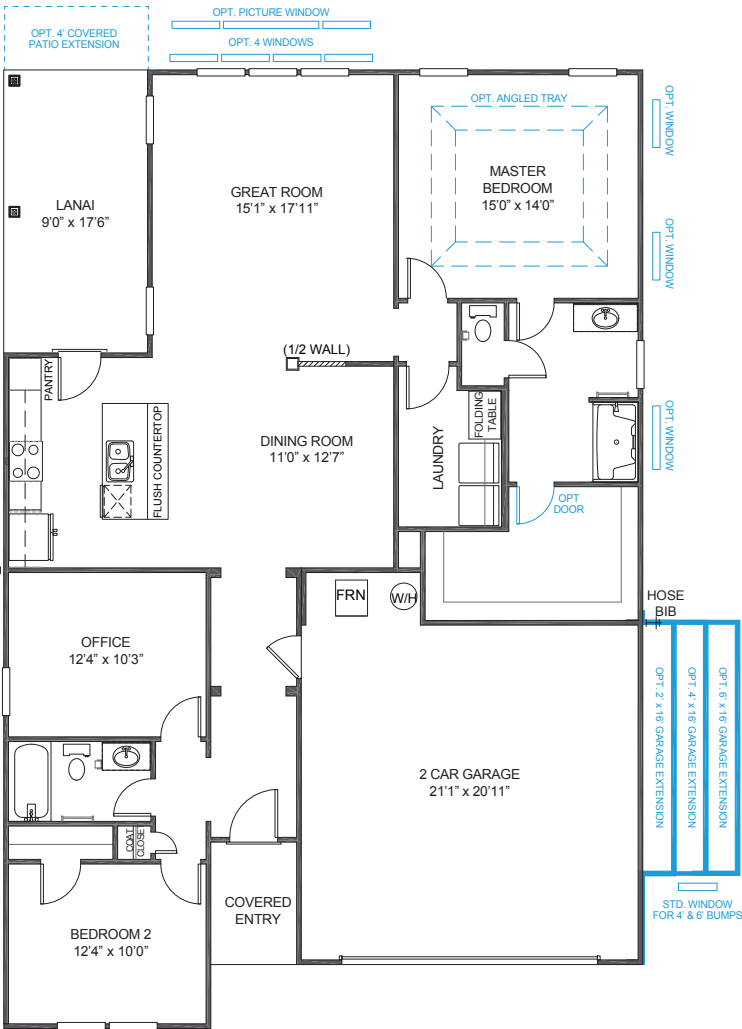 OPT. 4' COVERED
PATIO EXTENSION
OPT. PICTURE WINDOW
OPT. 4 WINDOWS
OPT. ANGLED TRAY
OPT. WINDOW
MASTER
BEDROOM
15'0" x 14'0"
GREAT ROOM
15'1" x 17'11"
LANAI
9'0" x 17'6"
OPT. WINDOW
(1/2 WALL)
PANTRY
FLUSH COUNTERTOP
DINING ROOM
11'0" x 12'7"
LAUNDRY
FOLDING
TABLE
OPT. WINDOW
OPT
DOOR
FRN
W/H
HOSE
BIB
OFFICE
12'4" x 10'3"
OPT. 2' x 16' GARAGE EXTENSION
OPT. 4' x 16' GARAGE EXTENSION
OPT. 6' x 16' GARAGE EXTENSION
2 CAR GARAGE
21'1" x 20'11"
COAT
CLOSE
COVERED
ENTRY
BEDROOM 2
12'4" x 10'0"
STD. WINDOW
FOR 4' & 6' BUMPS